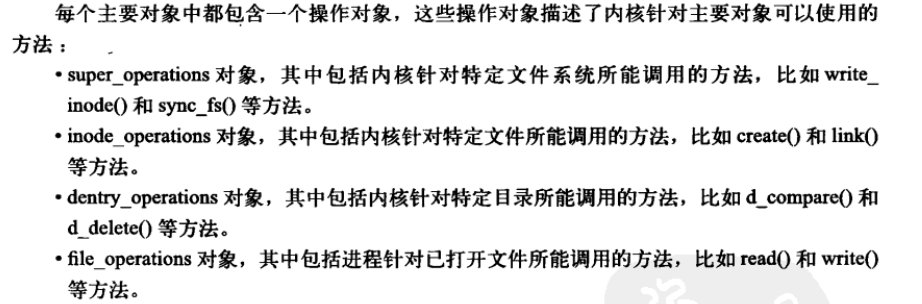 每个主要对象中都包含一个操作对象，这些操作对象描述了内核针对主要对象可以使用的
方法：
• super_operations 对象，其中包括内核针对特定文件系统所能调用的方法，比如 write_
inode() 和 sync_fs() 等方法。
• inode_operations 对象，其中包括内核针对特定文件所能调用的方法，比如 create() 和 link()
等方法。
• dentry_operations 对象，其中包括内核针对特定目录所能调用的方法，比如 d_compare() 和
d_delete() 等方法。
• file_operations 对象，其中包括进程针对已打开文件所能调用的方法，比如 read() 和 write()
等方法。